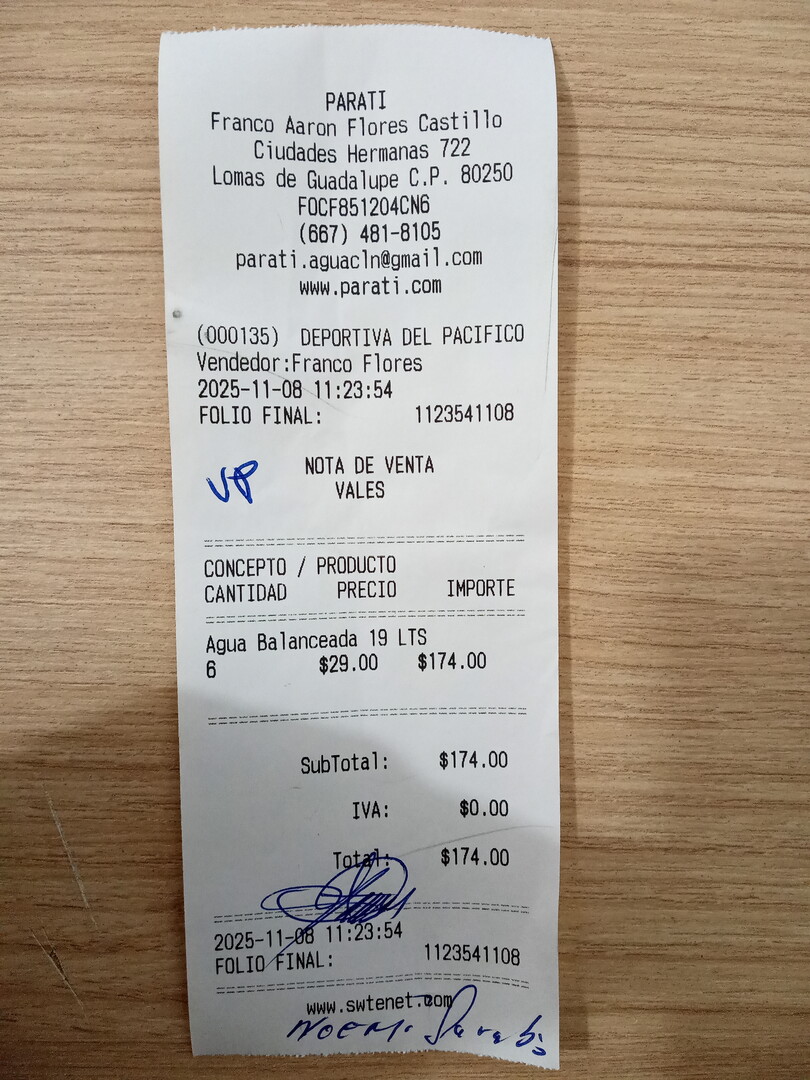 PARATI
Franco Aaron Flores Castillo
Ciudades Hermanas 722
Lomas de Guadalupe C.P. 80250
FOCF851204CN6
(667) 481-8105
parati.aguacln@gmail.com
www.parati.com
(000135) DEPORTIVA DEL PACIFICO
Vendedor:Franco Flores
2025-11-08 11:23:54
FOLIO FINAL: 1123541108
NOTA DE VENTA
VP VALES
CONCEPTO / PRODUCTO
CANTIDAD PRECIO IMPORTE
Agua Balanceada 19 LTS
6 $29.00 $174.00
SubTotal: $174.00
IVA: $0.00
Total: $174.00
2025-11-08 11:23:54
FOLIO FINAL: 1123541108
www.swtenet.com